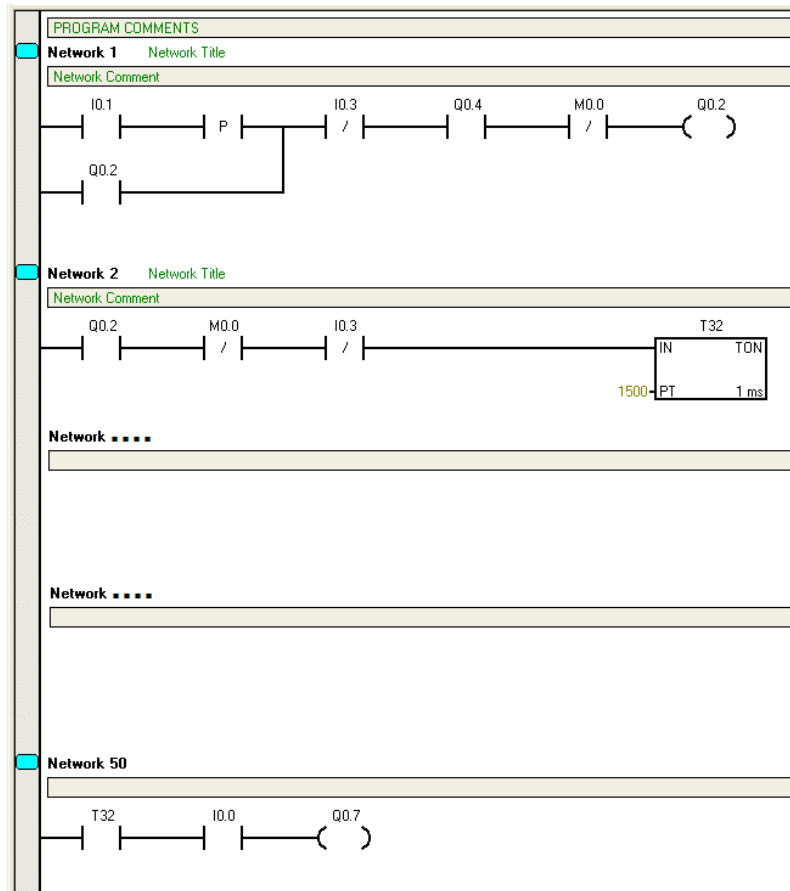 PROGRAM COMMENTS
Network 1 Network Title
Network Comment
I0.1 I0.3 Q0.4 M0.0 Q0.2
P / /
Q0.2
Network 2 Network Title
Network Comment
Q0.2 M0.0 I0.3 T32
/ / IN TON
1500 PT 1 ms
Network ....
Network ....
Network 50
T32 I0.0 Q0.7